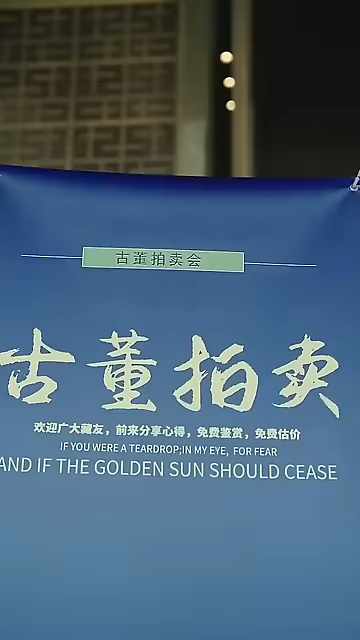 古董拍卖会
古董拍卖
欢迎广大藏友，前来分享心得，免费鉴赏，免费估价
IF YOU WERE A TEARDROP;IN MY EYE, FOR FEAR
AND IF THE GOLDEN SUN SHOULD CEASE